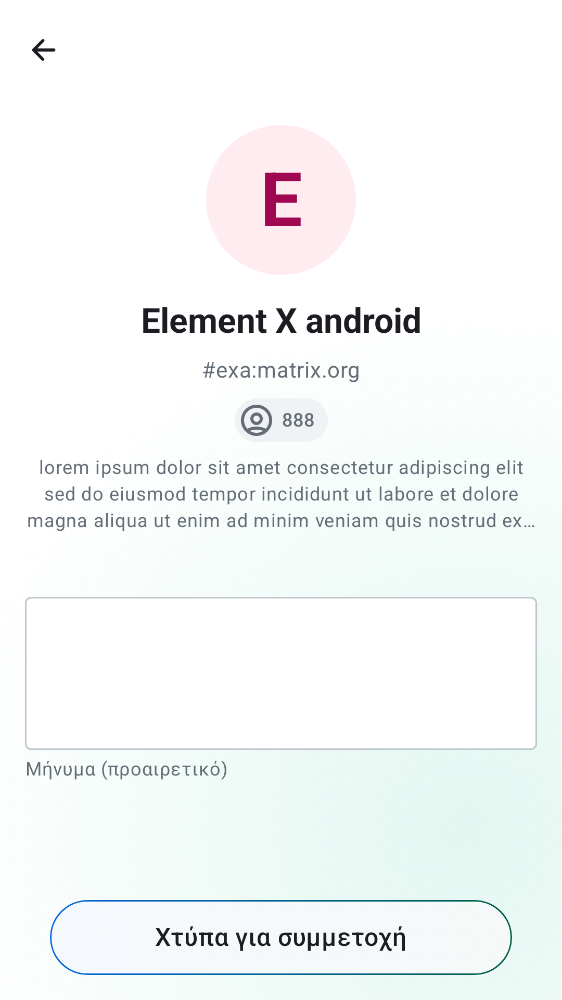 E
Element X android
#exa:matrix.org
888
lorem ipsum dolor sit amet consectetur adipiscing elit
sed do eiusmod tempor incididunt ut labore et dolore
magna aliqua ut enim ad minim veniam quis nostrud ex…
Μήνυμα (προαιρετικό)
Χτύπα για συμμετοχή